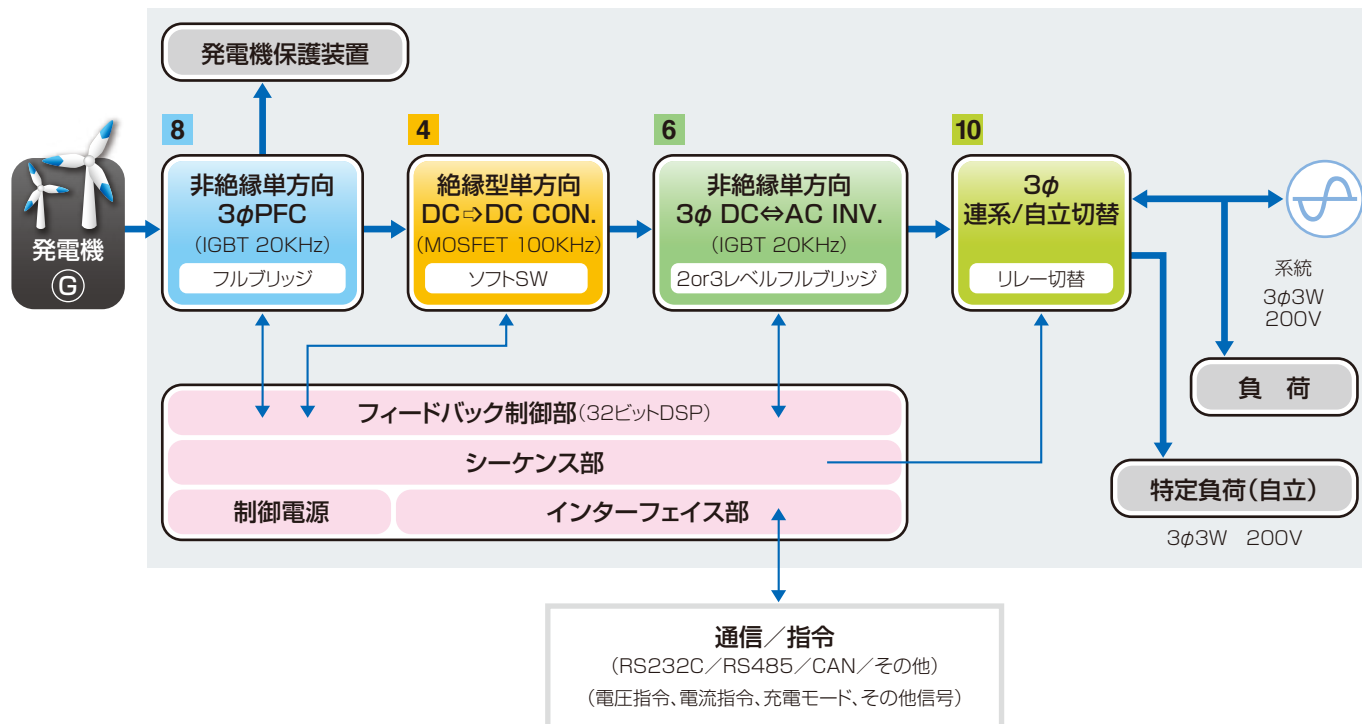 発電機保護装置
8
4
6
10
発電機
G
非絶縁単方向
3φPFC
(IGBT 20KHz)
フルブリッジ
絶縁型単方向
DC⇨DC CON.
(MOSFET 100KHz)
ソフトSW
非絶縁単方向
3φ DC⇔AC INV.
(IGBT 20KHz)
2or3レベルフルブリッジ
3φ
連系/自立切替
リレー切替
系統
3φ3W
200V
負 荷
特定負荷(自立)
3φ3W 200V
フィードバック制御部(32ビットDSP)
シーケンス部
制御電源
インターフェイス部
通信／指令
(RS232C／RS485／CAN／その他)
(電圧指令、電流指令、充電モード、その他信号)